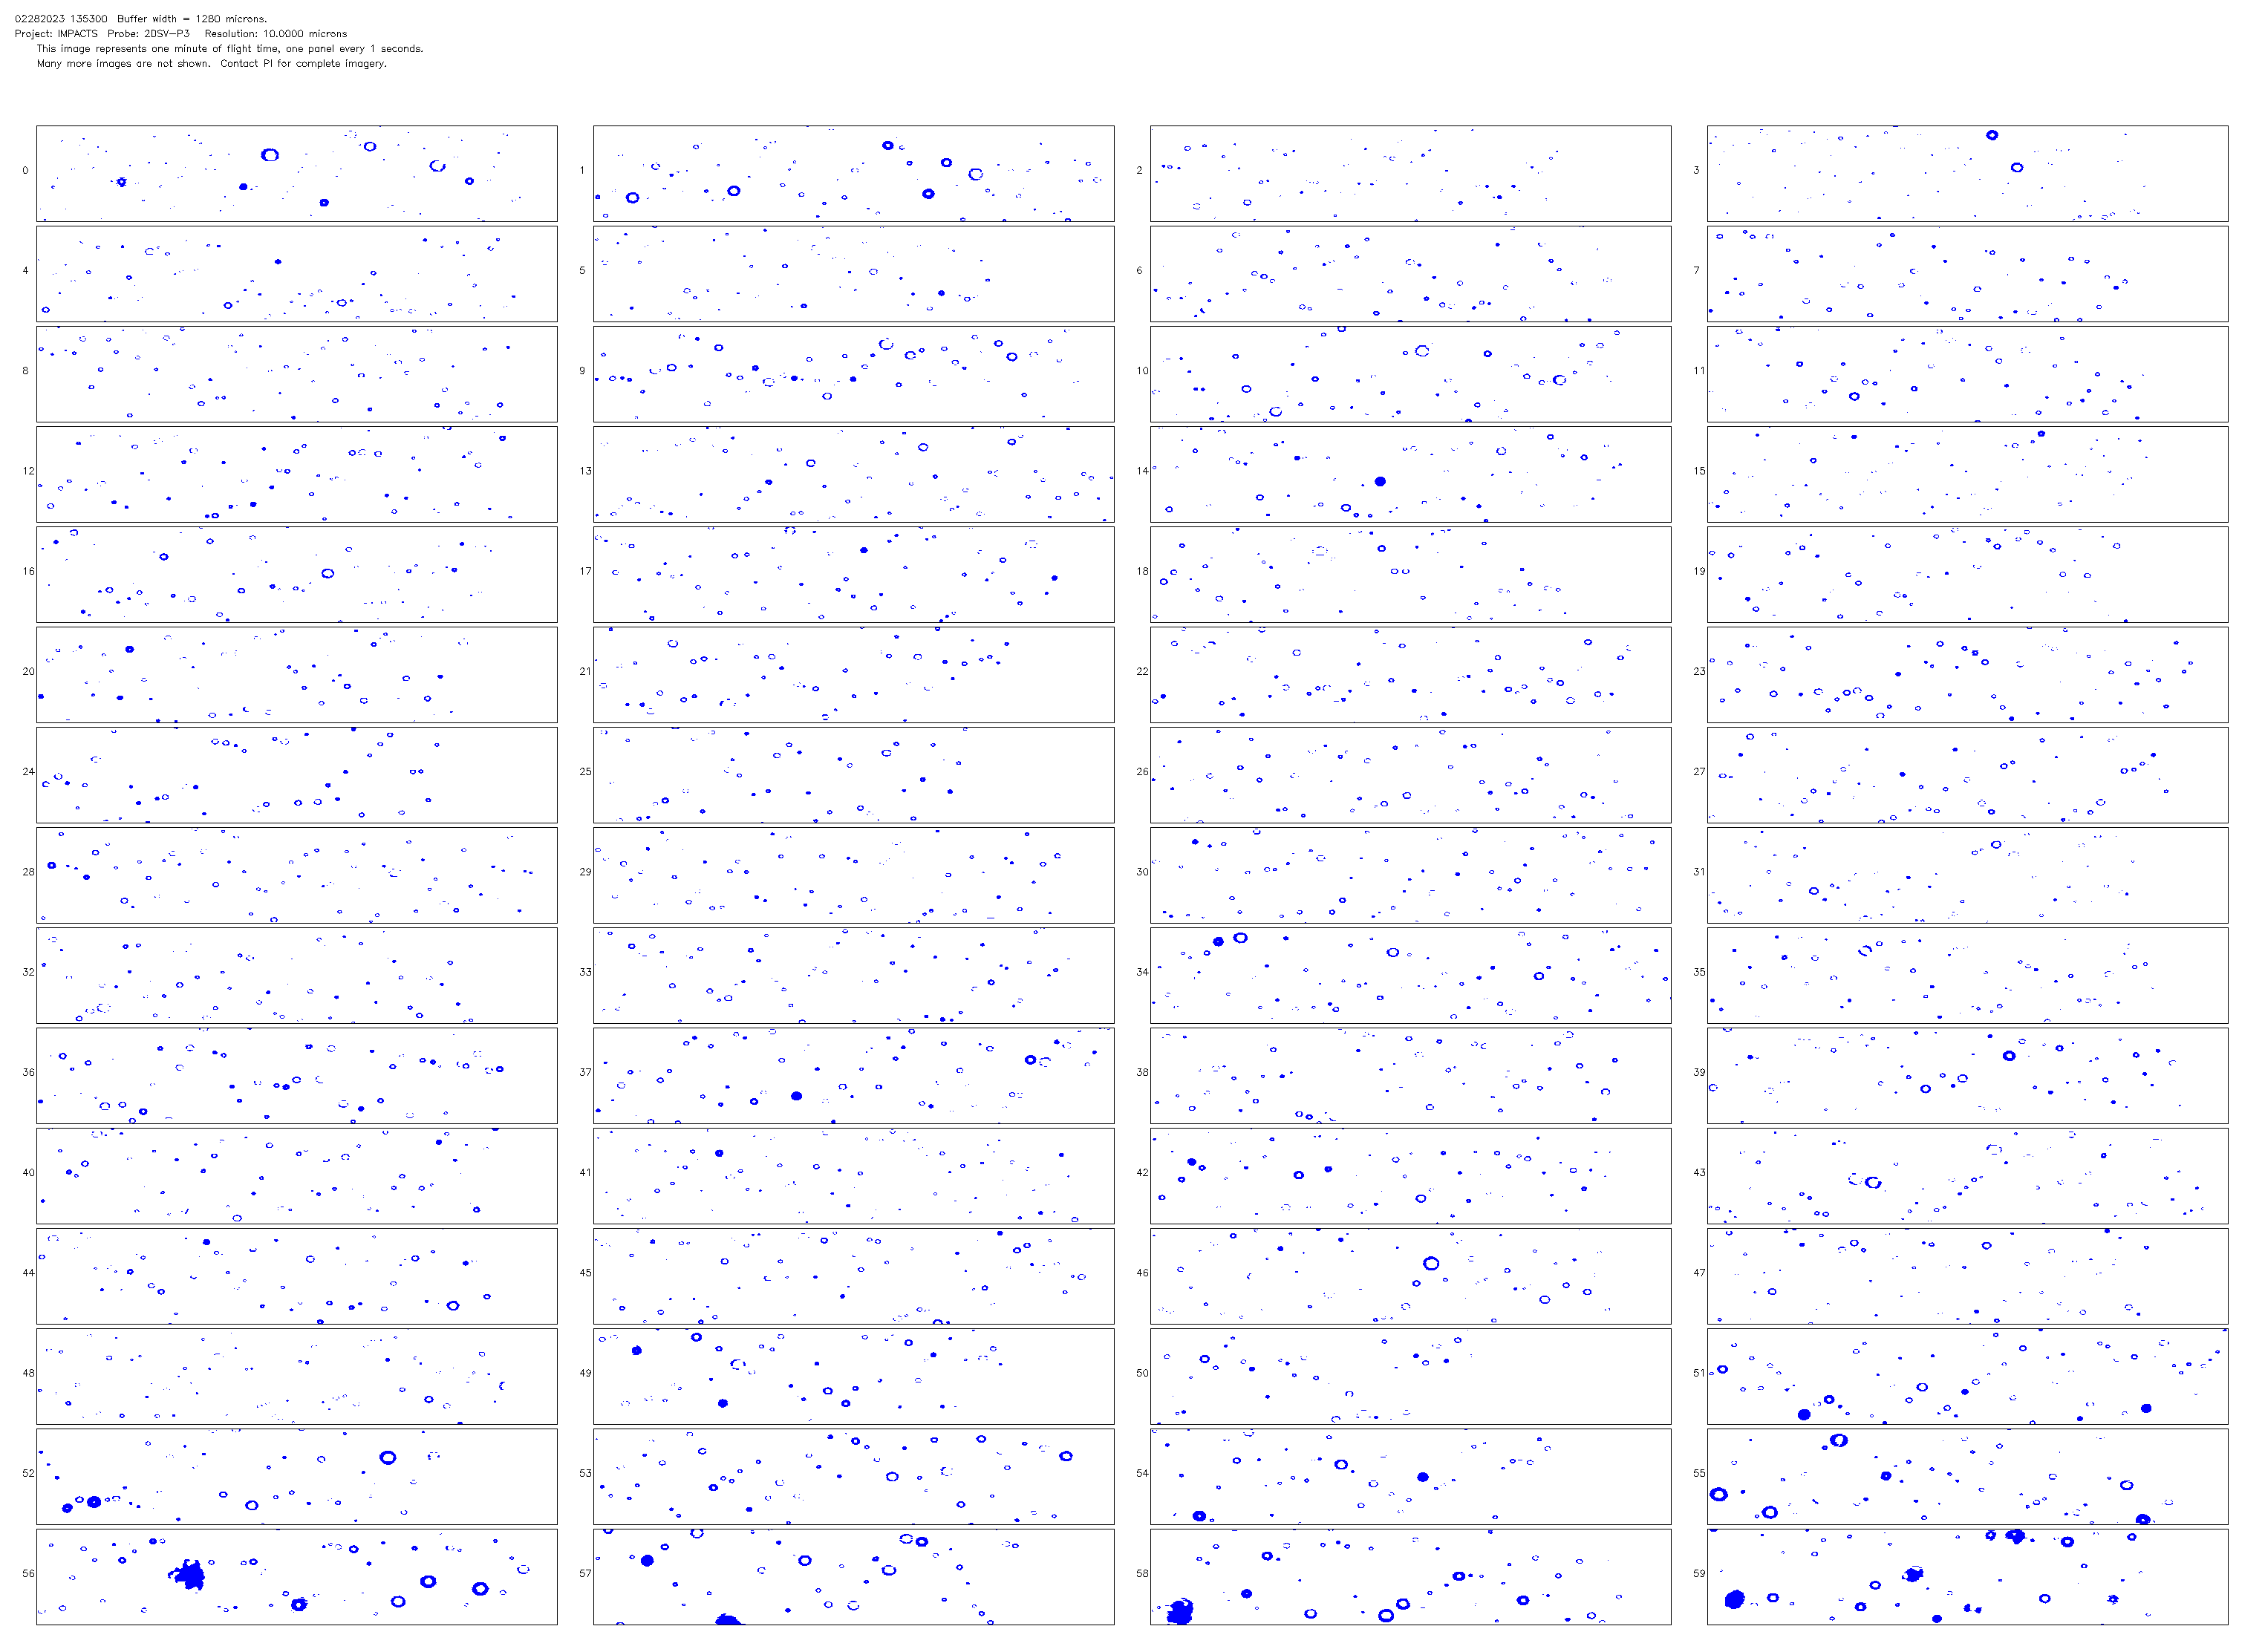 02282023 135300 Buffer width = 1280 microns.
Project: IMPACTS Probe: 2DSV-P3 Resolution: 10.0000 microns
This image represents one minute of flight time, one panel every 1 seconds.
Many more images are not shown. Contact PI for complete imagery.
0 1 2 3
4 5 6 7
8 9 10 11
12 13 14 15
16 17 18 19
20 21 22 23
24 25 26 27
28 29 30 31
32 33 34 35
36 37 38 39
40 41 42 43
44 45 46 47
48 49 50 51
52 53 54 55
56 57 58 59